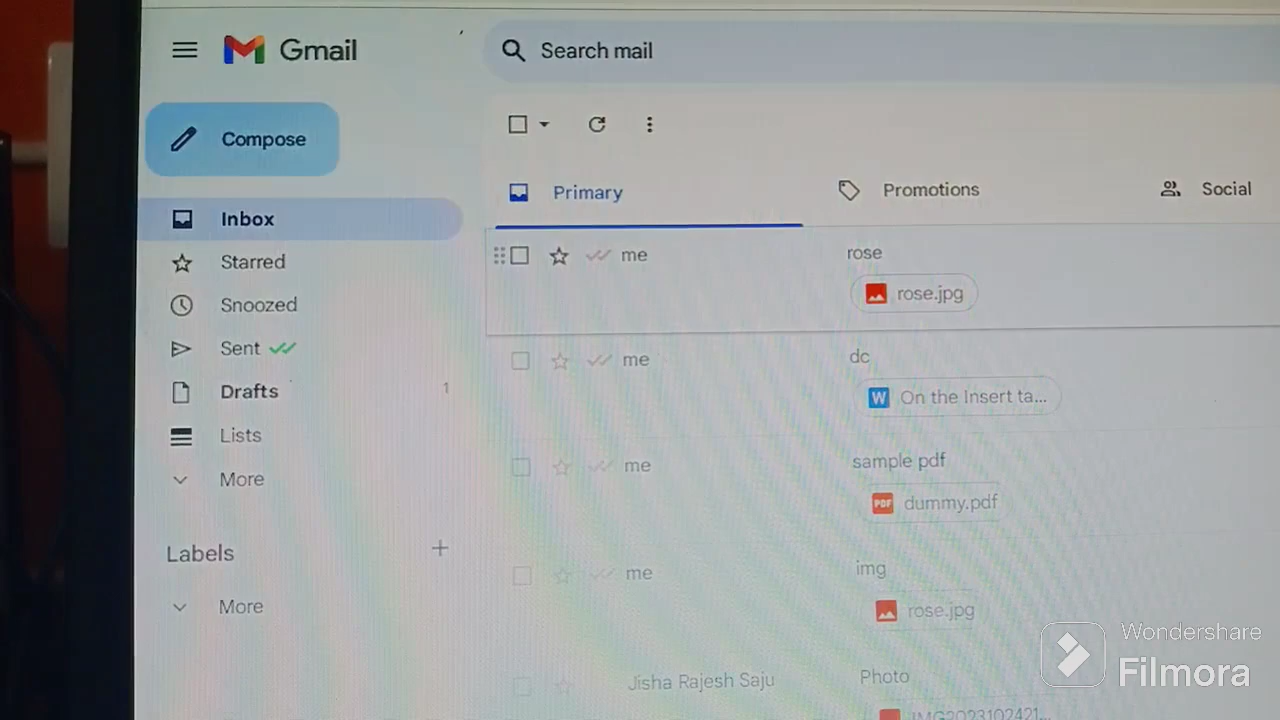 Gmail
Search mail
Compose
Primary
Promotions
Social
Inbox
Starred
Snoozed
Sent
Drafts 1
Lists
More
Labels +
More
me rose
rose.jpg
me dc
W On the Insert ta...
me sample pdf
PDF dummy.pdf
me img
rose.jpg
Jisha Rajesh Saju Photo
IMG2023102421...
Wondershare
Filmora